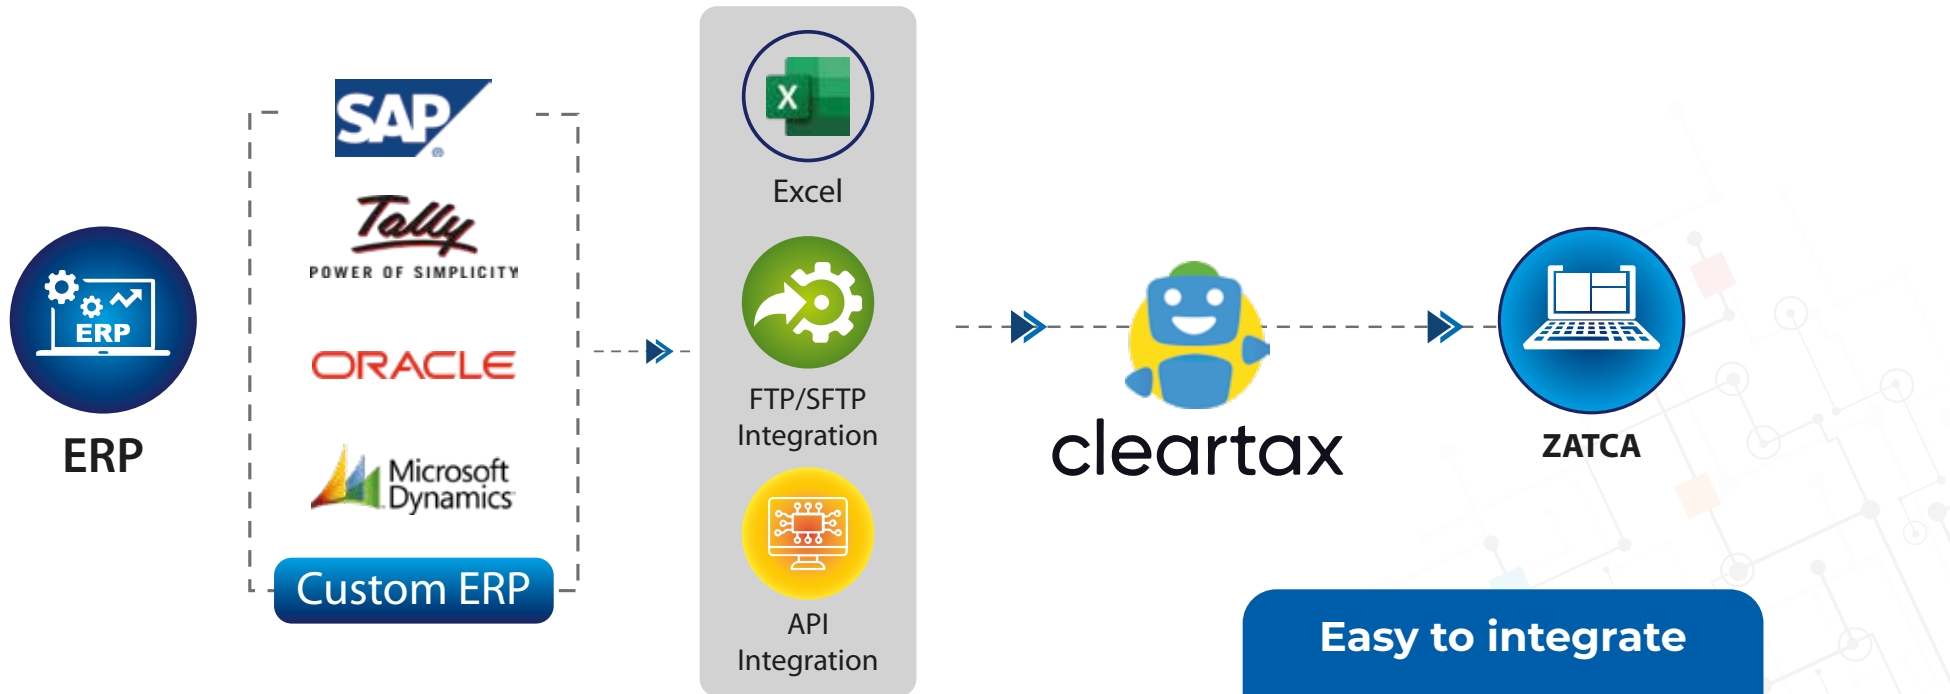 ERP
ERP
SAP
®
Tally
POWER OF SIMPLICITY
ORACLE
Microsoft
Dynamics
Custom ERP
X
Excel
FTP/SFTP
Integration
API
Integration
cleartax
ZATCA
Easy to integrate